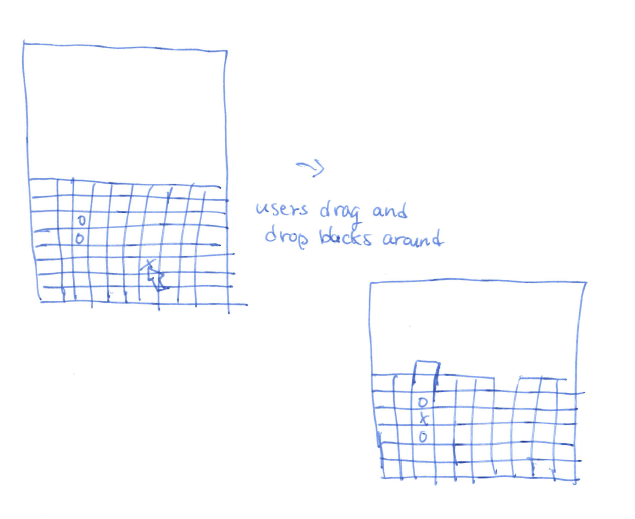 users drag and
drop blocks around
O
O
X
O
X
O